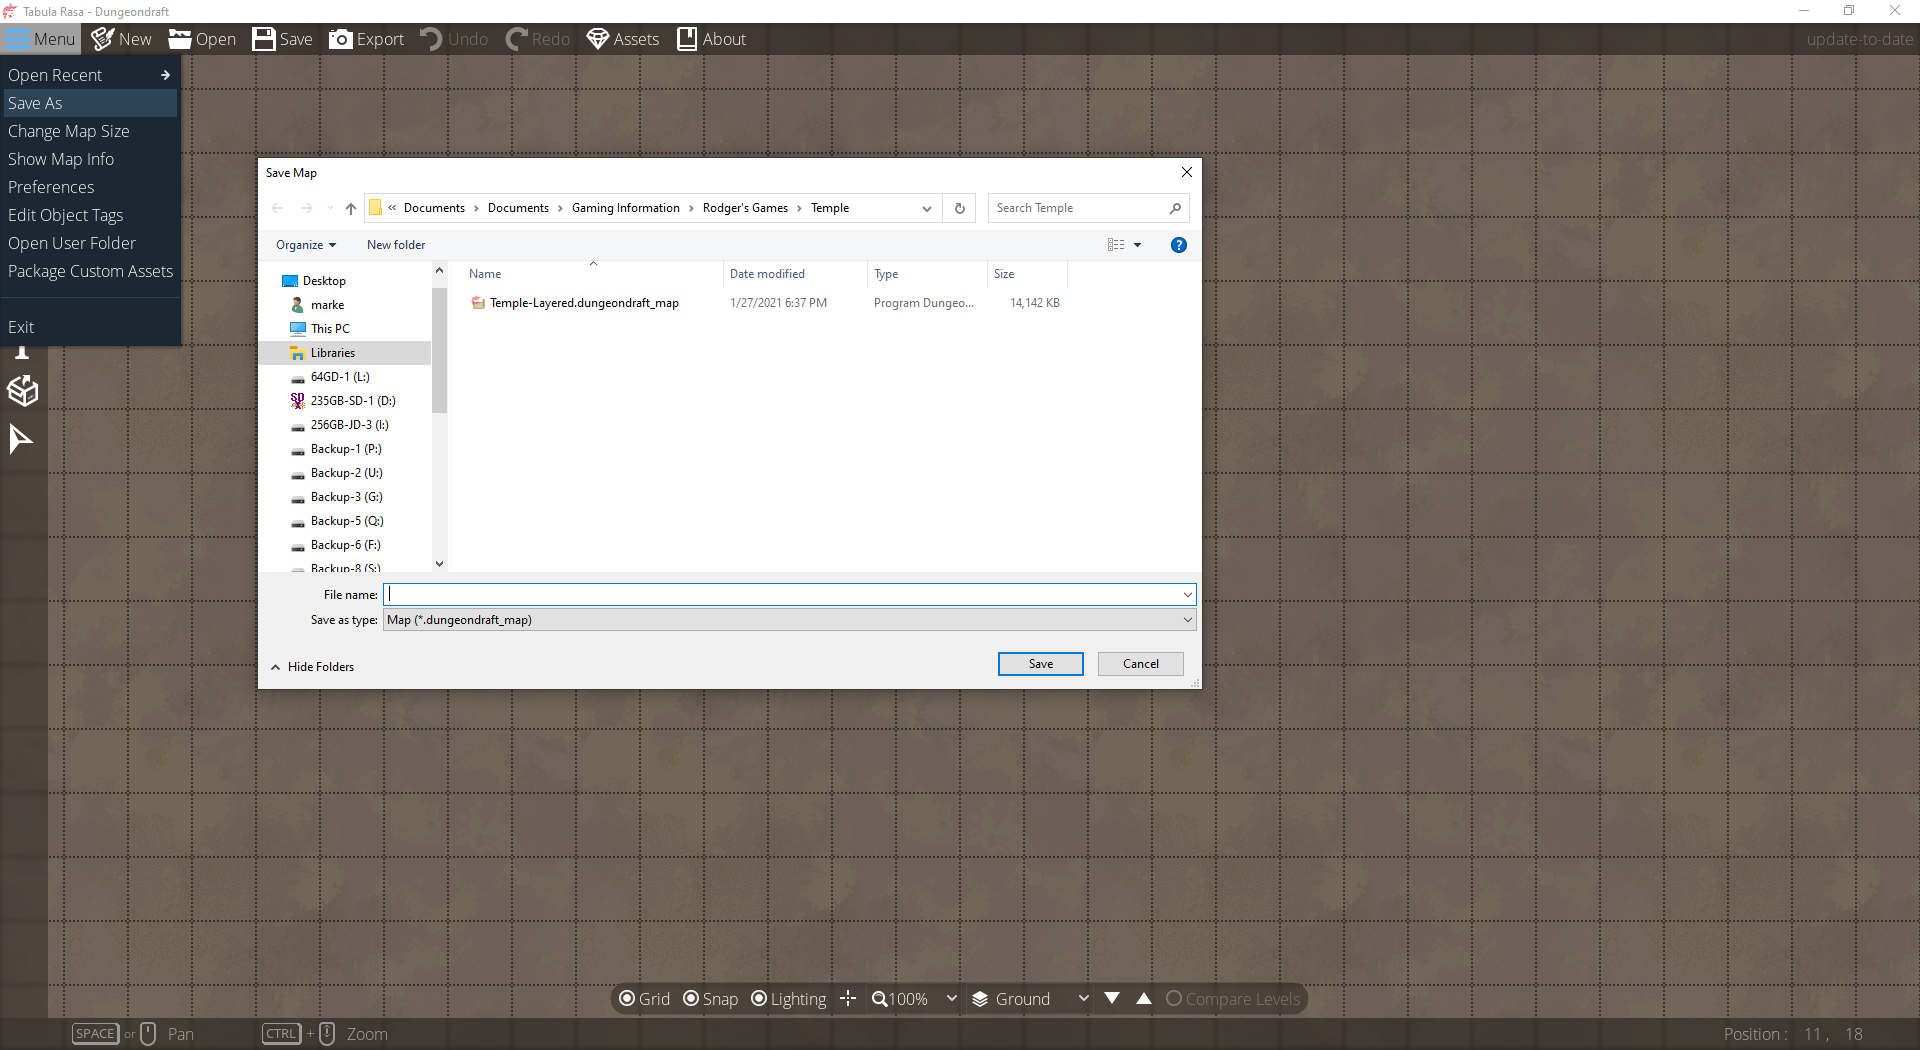 Tabula Rasa - Dungeondraft
Menu New Open Save Export Undo Redo Assets About update-to-date
Open Recent
Save As
Change Map Size
Show Map Info
Preferences
Edit Object Tags
Open User Folder
Package Custom Assets
Exit
Save Map
« Documents › Documents › Gaming Information › Rodger's Games › Temple
Search Temple
Organize New folder
Desktop
marke
This PC
Libraries
64GD-1 (L:)
235GB-SD-1 (D:)
256GB-JD-3 (I:)
Backup-1 (P:)
Backup-2 (U:)
Backup-3 (G:)
Backup-5 (Q:)
Backup-6 (F:)
Backup-8 (S:)
Name Date modified Type Size
Temple-Layered.dungeondraft_map 1/27/2021 6:37 PM Program Dungeo... 14,142 KB
File name:
Save as type: Map (*.dungeondraft_map)
Hide Folders
Save Cancel
Grid Snap Lighting 100% Ground Compare Levels
SPACE or Pan CTRL + Zoom Position : 11 , 18